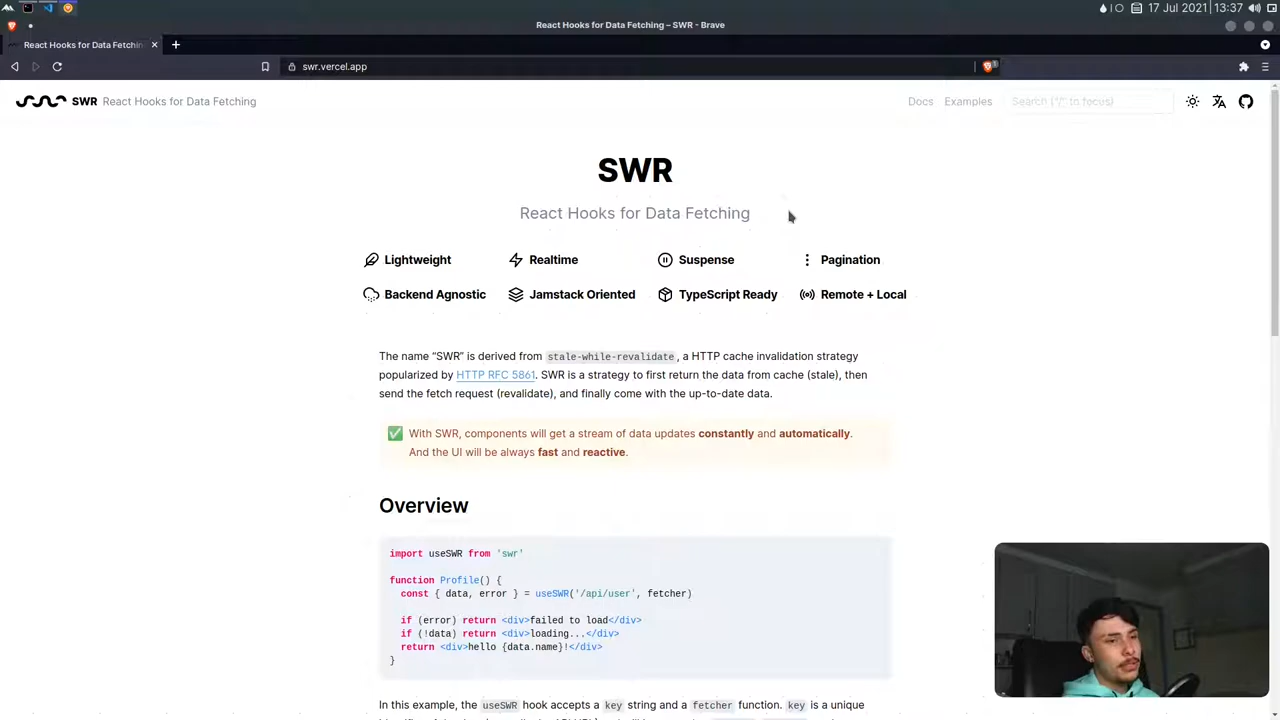 17 Jul 2021 13:37
React Hooks for Data Fetching – SWR - Brave
React Hooks for Data Fetchin
swr.vercel.app
SWR React Hooks for Data Fetching
Docs Examples Search ("/" to focus)
SWR
React Hooks for Data Fetching
Lightweight Realtime Suspense Pagination
Backend Agnostic Jamstack Oriented TypeScript Ready Remote + Local
The name “SWR” is derived from stale-while-revalidate, a HTTP cache invalidation strategy
popularized by HTTP RFC 5861. SWR is a strategy to first return the data from cache (stale), then
send the fetch request (revalidate), and finally come with the up-to-date data.
With SWR, components will get a stream of data updates constantly and automatically.
And the UI will be always fast and reactive.
Overview
import useSWR from 'swr'
function Profile() {
const { data, error } = useSWR('/api/user', fetcher)
if (error) return <div>failed to load</div>
if (!data) return <div>loading...</div>
return <div>hello {data.name}!</div>
}
In this example, the useSWR hook accepts a key string and a fetcher function. key is a unique